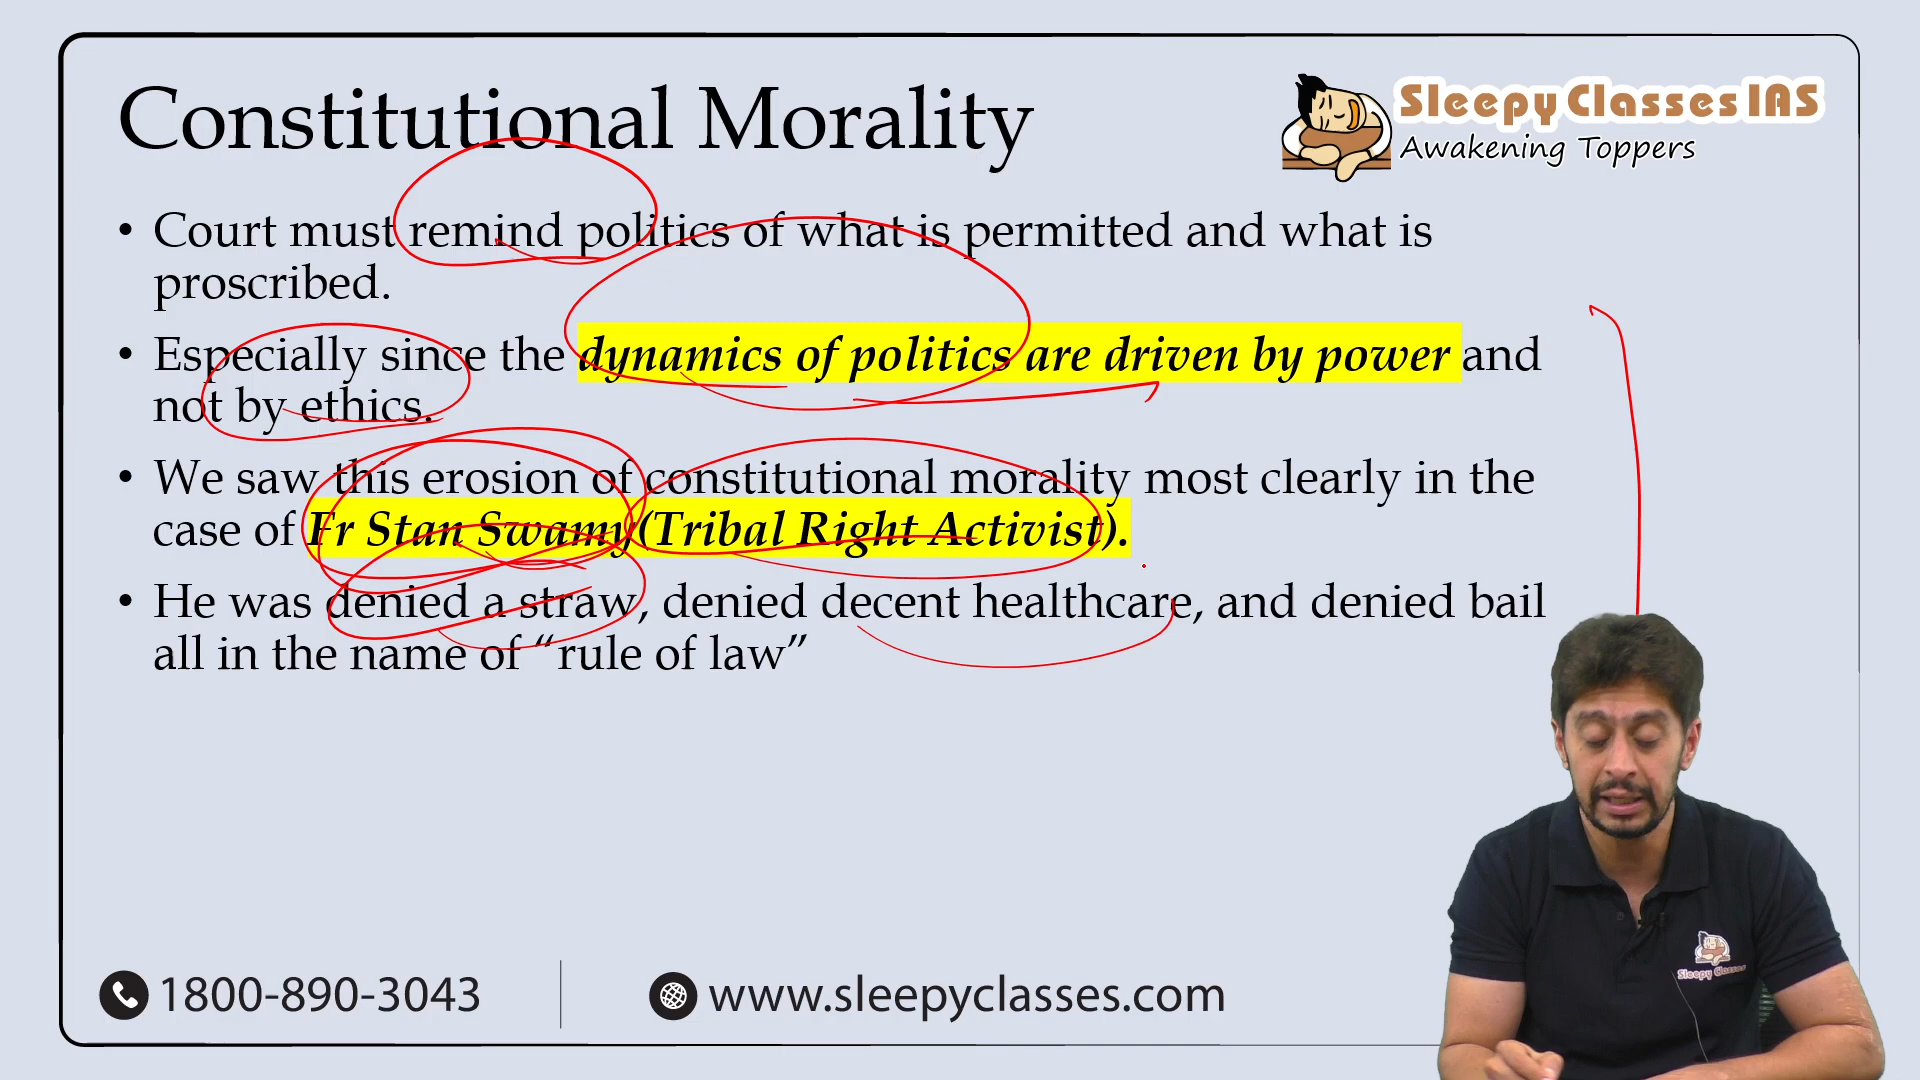 Constitutional Morality
Sleepy Classes IAS
Awakening Toppers
• Court must remind politics of what is permitted and what is
proscribed.
• Especially since the dynamics of politics are driven by power and
not by ethics.
• We saw this erosion of constitutional morality most clearly in the
case of Fr Stan Swamy(Tribal Right Activist).
• He was denied a straw, denied decent healthcare, and denied bail
all in the name of “rule of law”
1800-890-3043
www.sleepyclasses.com
Sleepy Classes